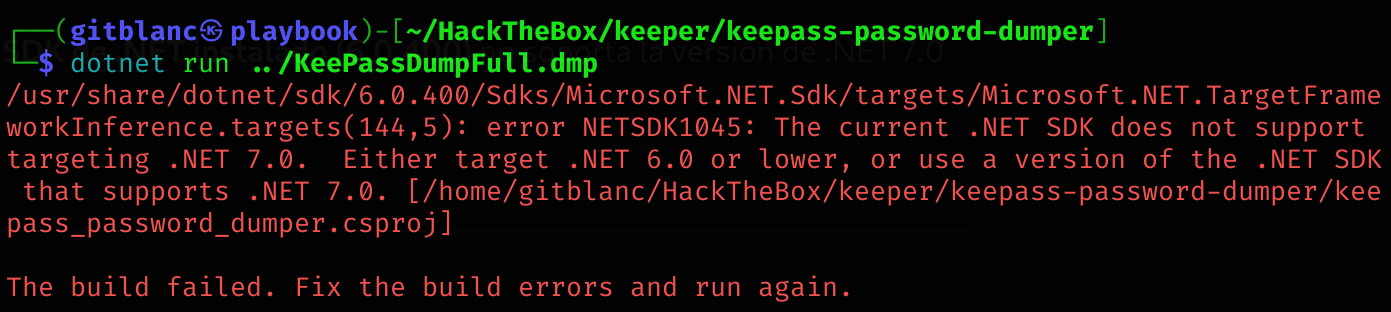 ┌──(gitblanc㉿playbook)-[~/HackTheBox/keeper/keepass-password-dumper]
└─$ dotnet run ../KeePassDumpFull.dmp
/usr/share/dotnet/sdk/6.0.400/Sdks/Microsoft.NET.Sdk/targets/Microsoft.NET.TargetFrame
workInference.targets(144,5): error NETSDK1045: The current .NET SDK does not support
targeting .NET 7.0.  Either target .NET 6.0 or lower, or use a version of the .NET SDK
 that supports .NET 7.0. [/home/gitblanc/HackTheBox/keeper/keepass-password-dumper/kee
pass_password_dumper.csproj]

The build failed. Fix the build errors and run again.